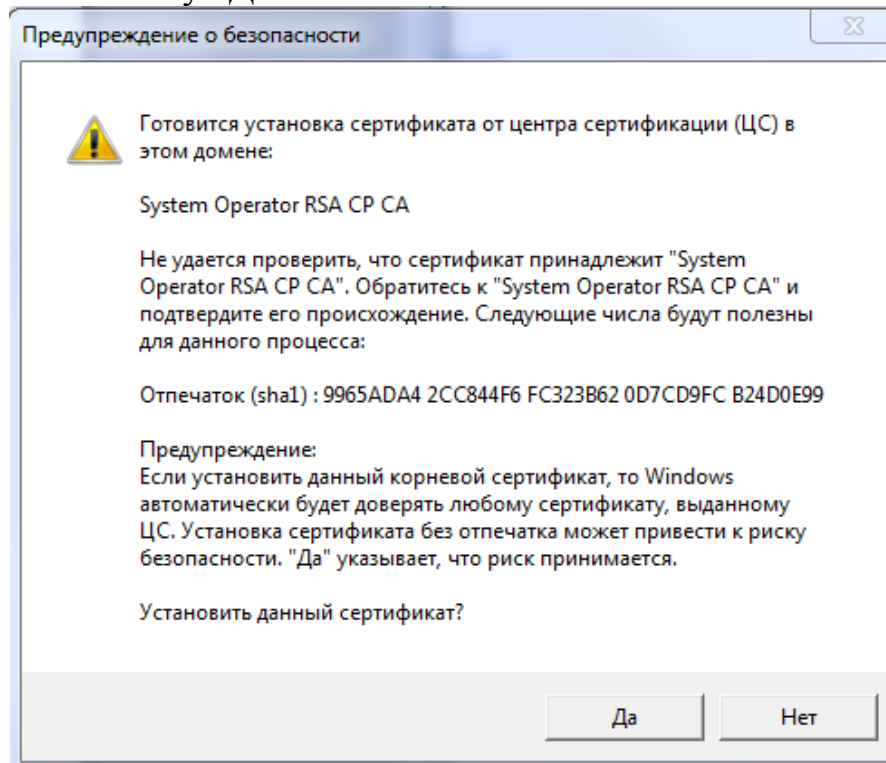 Предупреждение о безопасности
Готовится установка сертификата от центра сертификации (ЦС) в
этом домене:
System Operator RSA CP CA
Не удается проверить, что сертификат принадлежит "System
Operator RSA CP CA". Обратитесь к "System Operator RSA CP CA" и
подтвердите его происхождение. Следующие числа будут полезны
для данного процесса:
Отпечаток (sha1) : 9965ADA4 2CC844F6 FC323B62 0D7CD9FC B24D0E99
Предупреждение:
Если установить данный корневой сертификат, то Windows
автоматически будет доверять любому сертификату, выданному
ЦС. Установка сертификата без отпечатка может привести к риску
безопасности. "Да" указывает, что риск принимается.
Установить данный сертификат?
Да
Нет